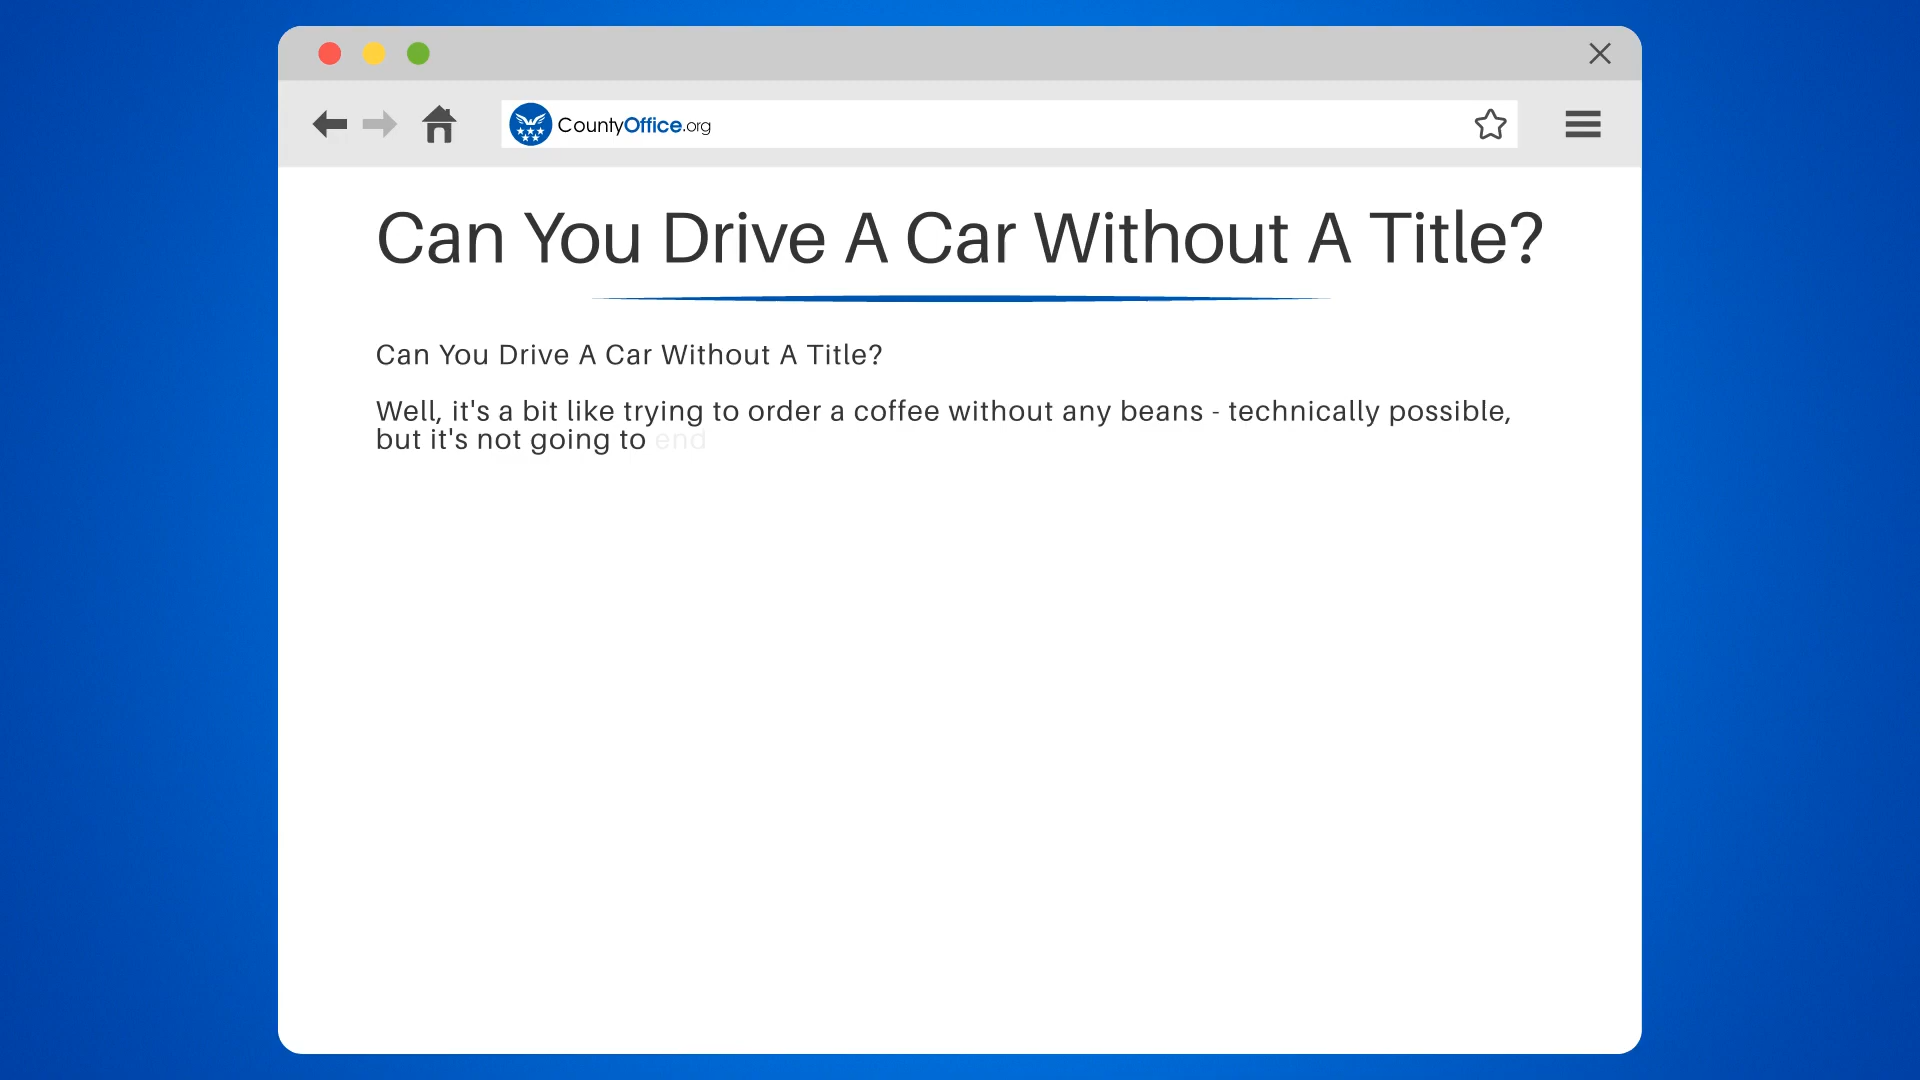 CountyOffice.org
Can You Drive A Car Without A Title?
Can You Drive A Car Without A Title?
Well, it's a bit like trying to order a coffee without any beans - technically possible,
but it's not going to end